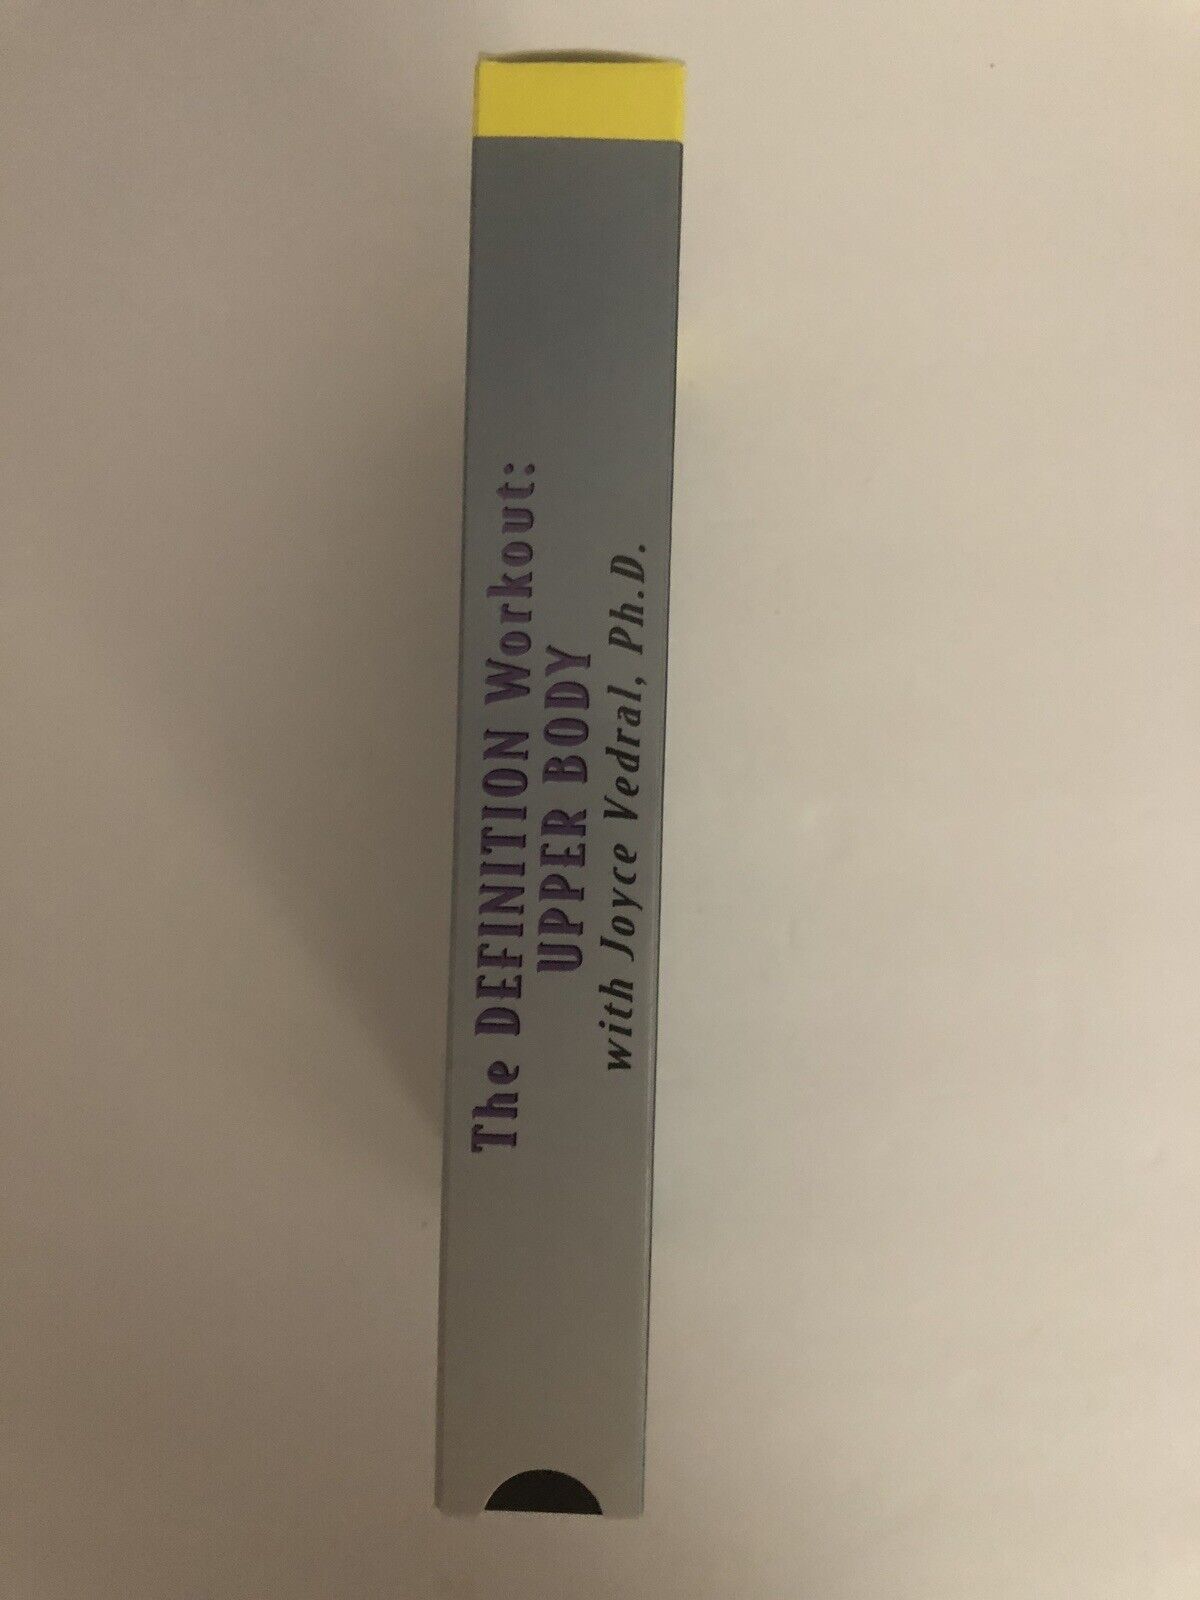 The DEFINITION Workout:
UPPER BODY
with Joyce Vedral, Ph.D.